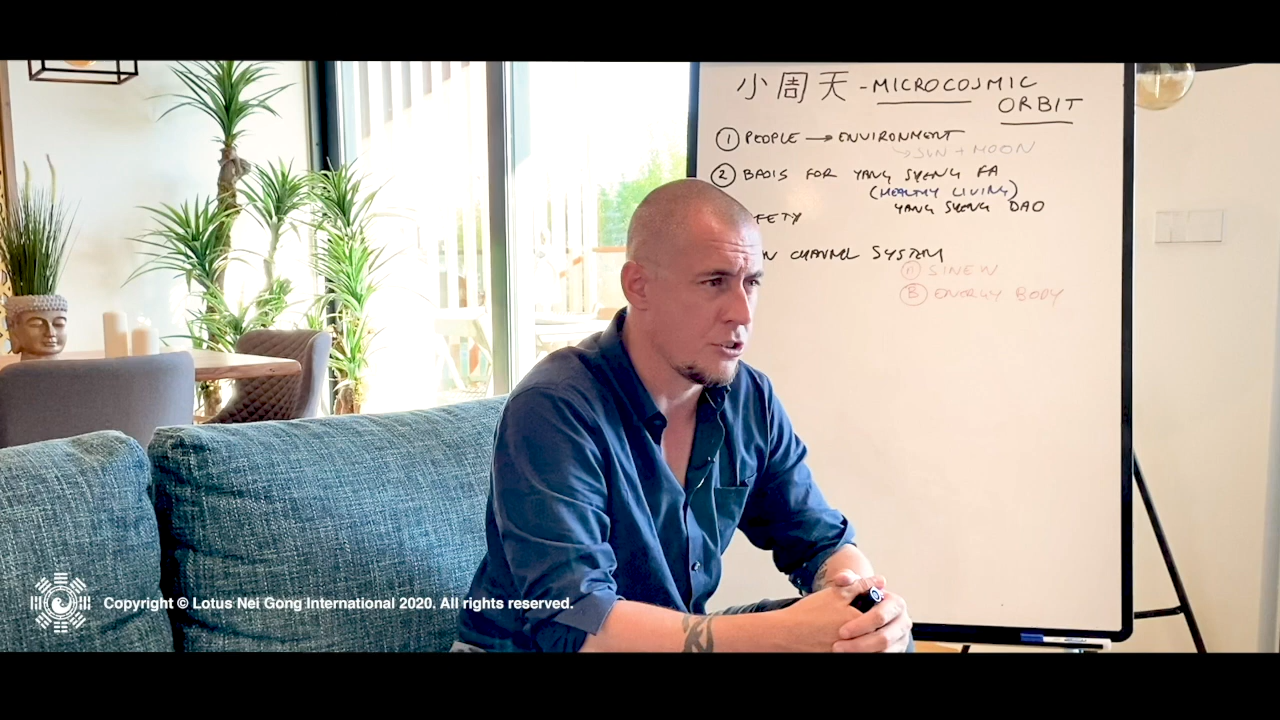 小周天 - MICROCOSMIC
ORBIT
① PEOPLE → ENVIRONMENT
↳ SUN + MOON
② BASIS FOR YANG SHENG FA
(HEALTHY LIVING)
YANG SHENG DAO
FETY
N CHANNEL SYSTEM
Ⓐ SINEW
Ⓑ ENERGY BODY
Copyright © Lotus Nei Gong International 2020. All rights reserved.